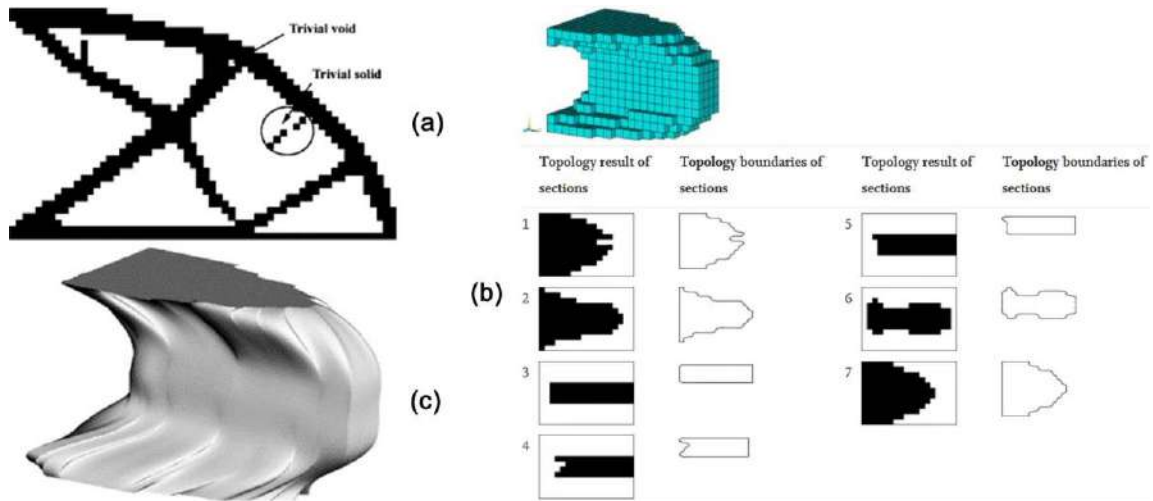 Trivial void
Trivial solid
(a)
Topology result of
sections
Topology boundaries of
sections
Topology result of
sections
Topology boundaries of
sections
1
5
(b)
2
6
3
7
(c)
4